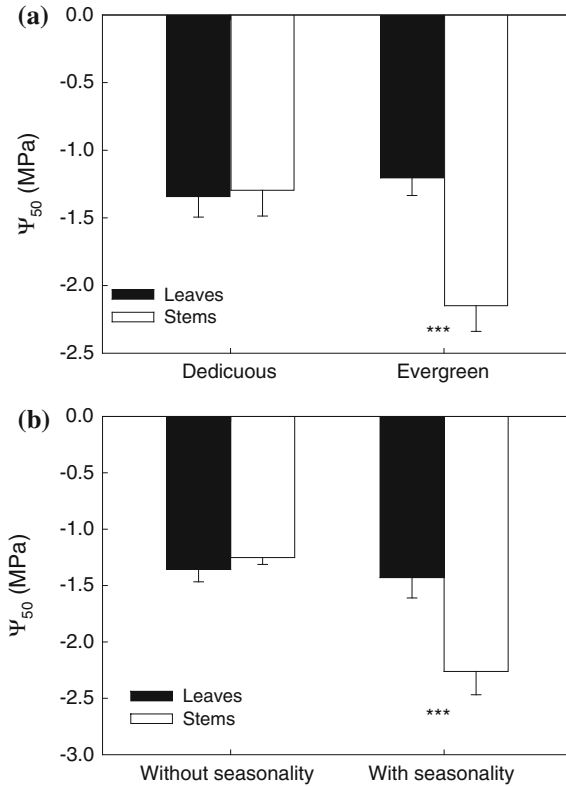 (a)
0.0
-0.5
-1.0
-1.5
-2.0
-2.5
Ψ50 (MPa)
Leaves
Stems
***
Dedicuous Evergreen
(b)
0.0
-0.5
-1.0
-1.5
-2.0
-2.5
-3.0
Ψ50 (MPa)
Leaves
Stems
***
Without seasonality With seasonality